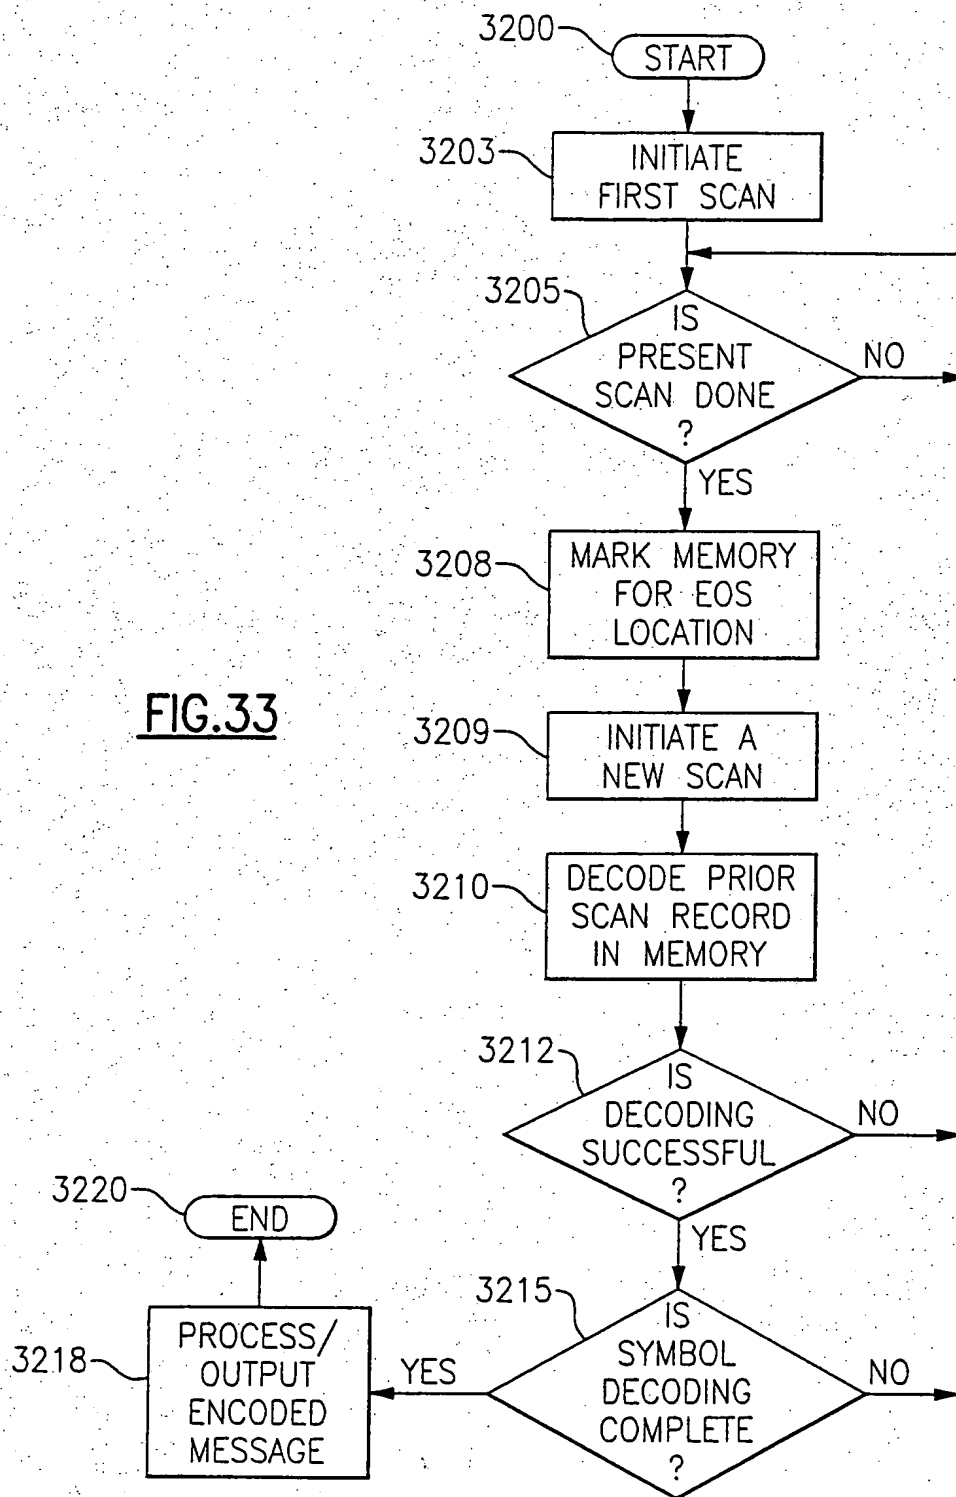 3200
START
3203
INITIATE
FIRST SCAN
3205
IS
PRESENT
SCAN DONE
?
NO
YES
3208
MARK MEMORY
FOR EOS
LOCATION
FIG.33
3209
INITIATE A
NEW SCAN
3210
DECODE PRIOR
SCAN RECORD
IN MEMORY
3212
IS
DECODING
SUCCESSFUL
?
NO
YES
3220
END
3215
IS
SYMBOL
DECODING
COMPLETE
?
NO
YES
3218
PROCESS/
OUTPUT
ENCODED
MESSAGE